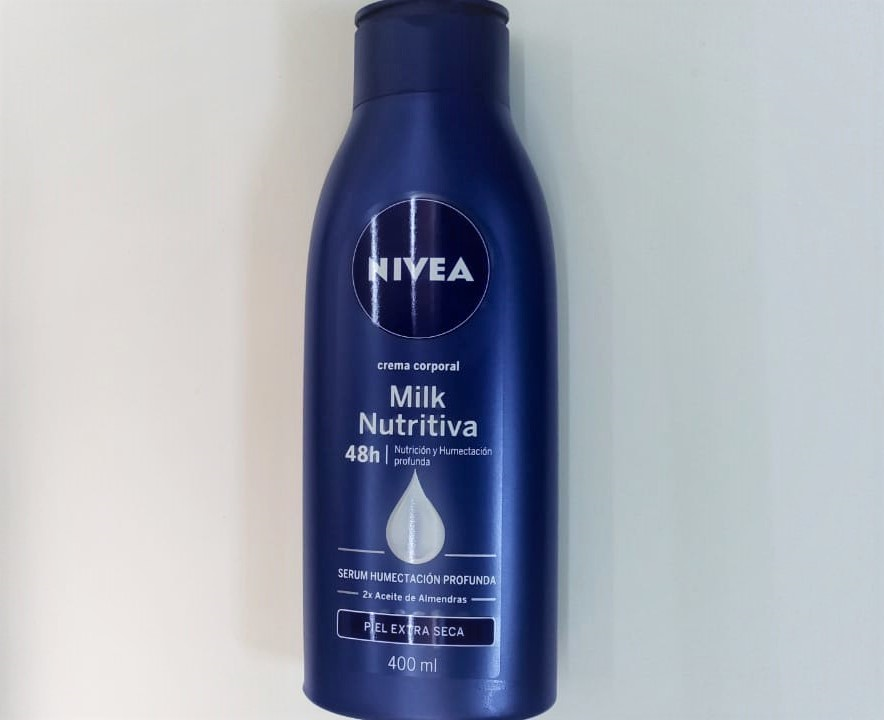 NIVEA
crema corporal
Milk
Nutritiva
48h
Nutrición y Humectación
profunda
SERUM HUMECTACIÓN PROFUNDA
2x Aceite de Almendras
PIEL EXTRA SECA
400 ml